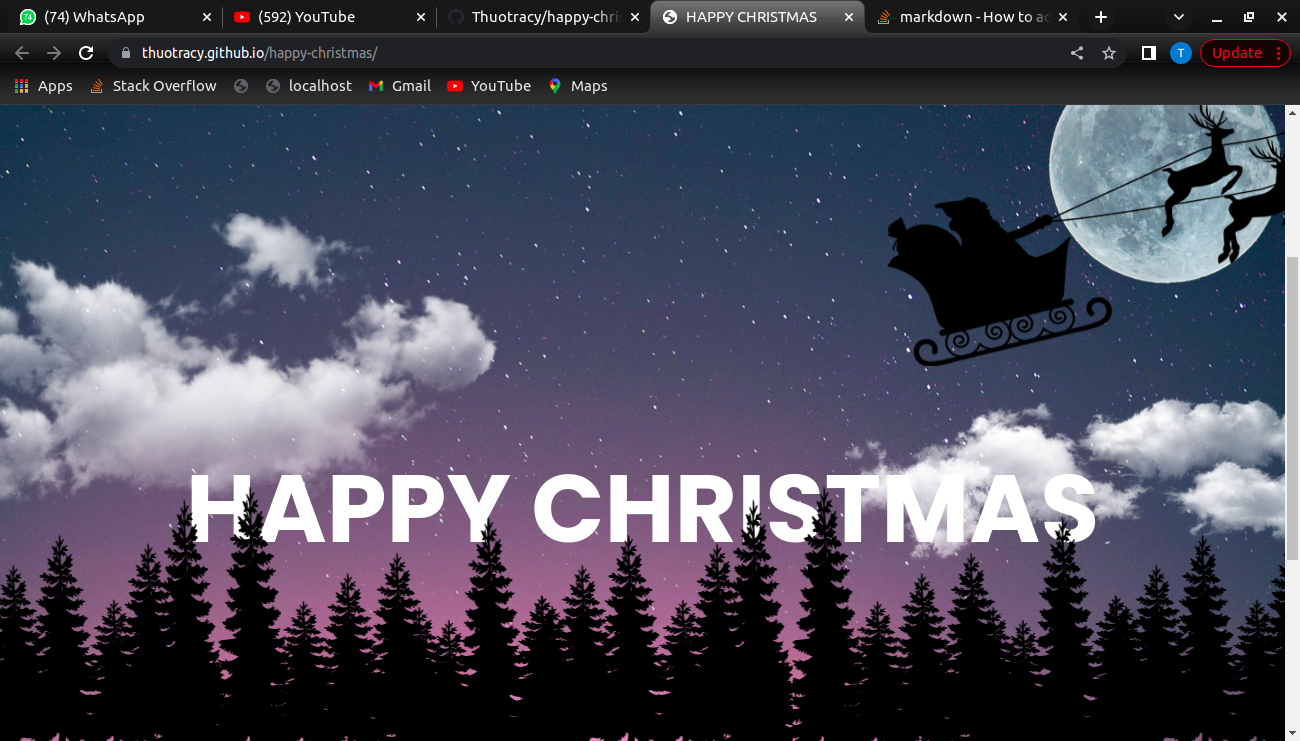 74 (74) WhatsApp
(592) YouTube
Thuotracy/happy-chri
HAPPY CHRISTMAS
markdown - How to ac
thuotracy.github.io/happy-christmas/
T
Update
Apps
Stack Overflow
localhost
Gmail
YouTube
Maps
HAPPY CHRISTMAS